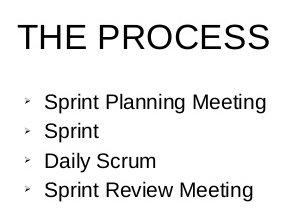 THE PROCESS
➢ Sprint Planning Meeting
➢ Sprint
➢ Daily Scrum
➢ Sprint Review Meeting